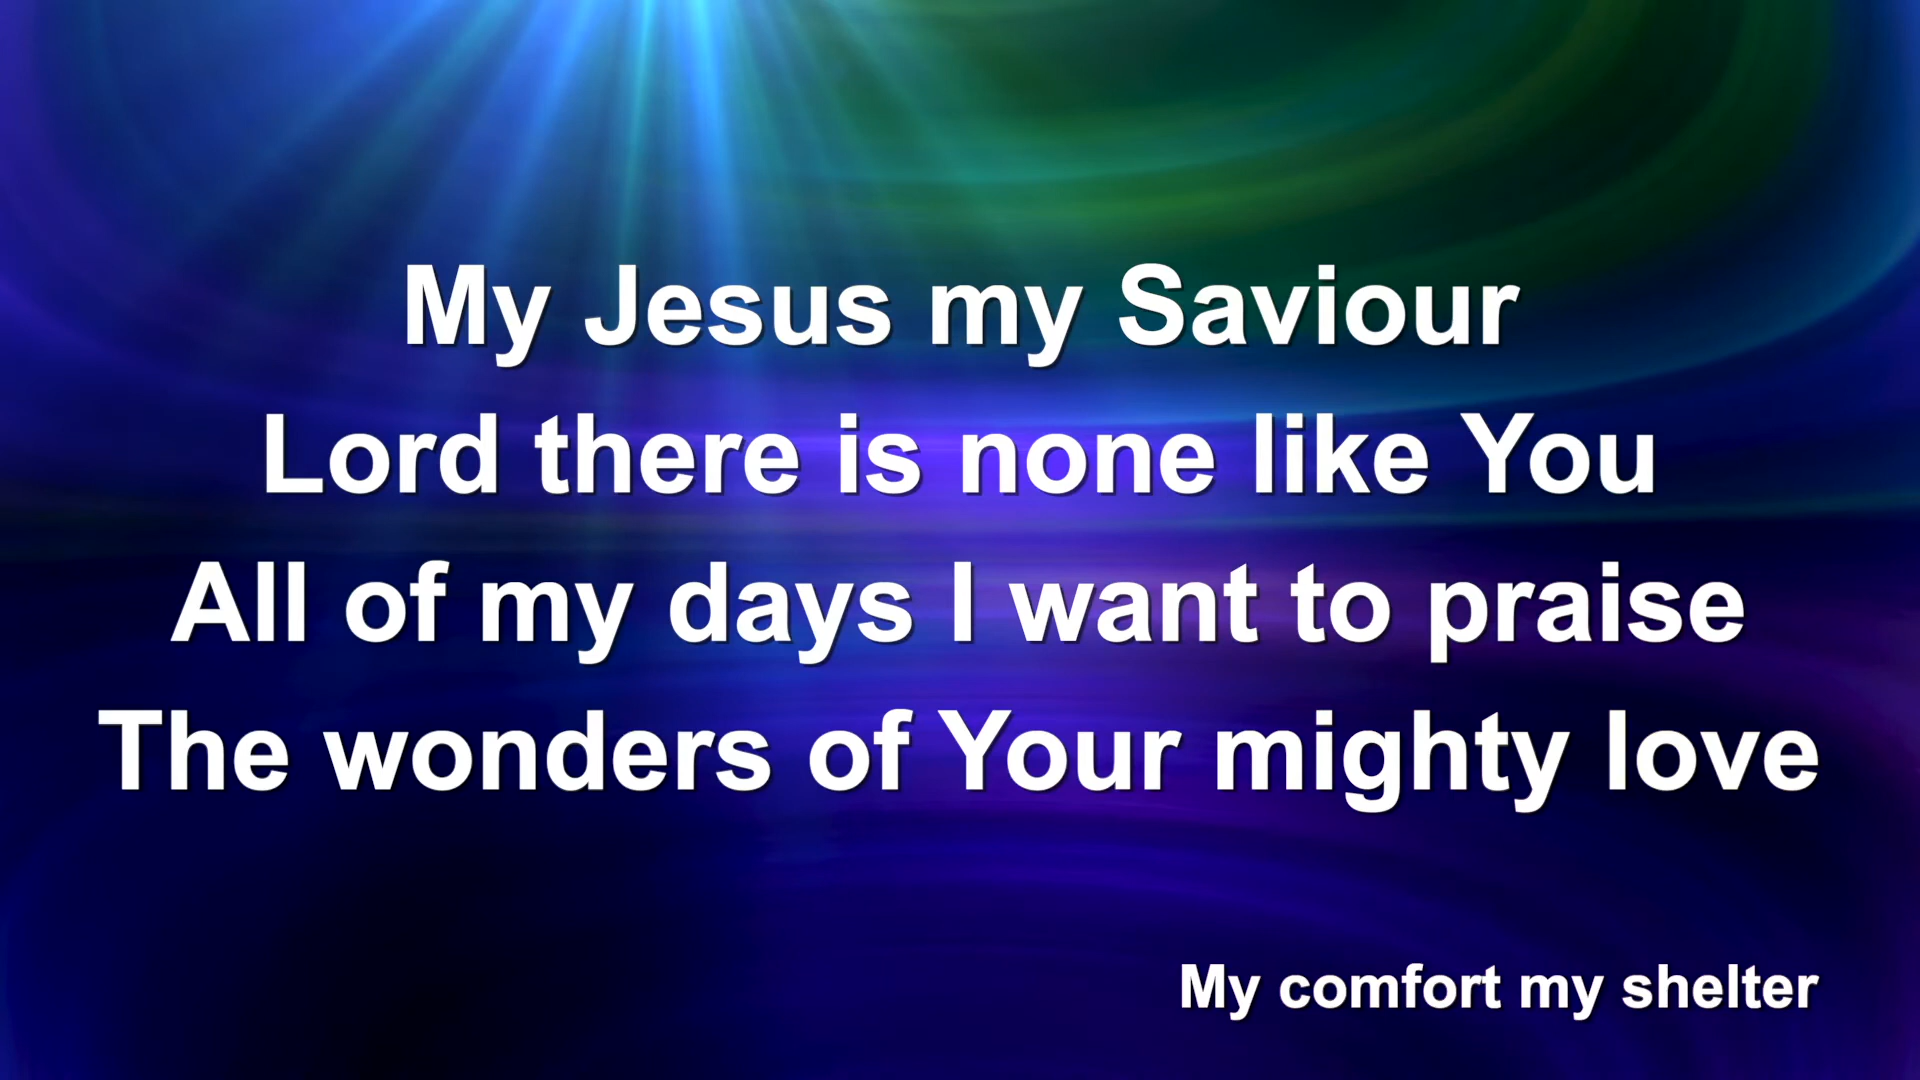 My Jesus my Saviour
Lord there is none like You
All of my days I want to praise
The wonders of Your mighty love
My comfort my shelter